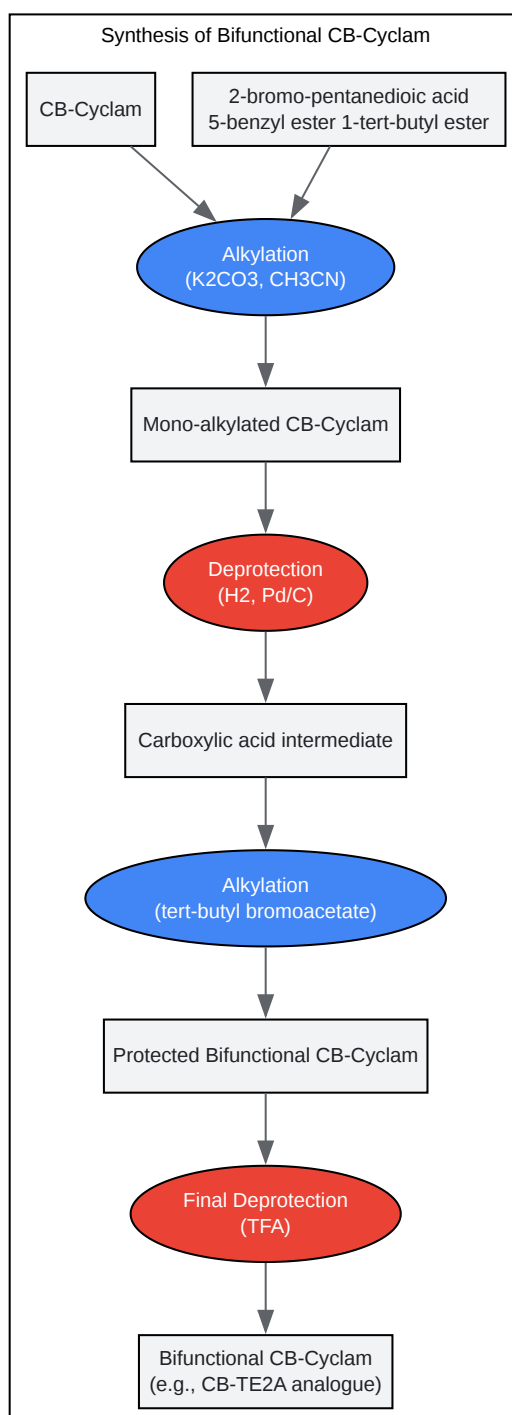 Synthesis of Bifunctional CB-Cyclam
CB-Cyclam
2-bromo-pentanedioic acid
5-benzyl ester 1-tert-butyl ester
Alkylation
(K2CO3, CH3CN)
Mono-alkylated CB-Cyclam
Deprotection
(H2, Pd/C)
Carboxylic acid intermediate
Alkylation
(tert-butyl bromoacetate)
Protected Bifunctional CB-Cyclam
Final Deprotection
(TFA)
Bifunctional CB-Cyclam
(e.g., CB-TE2A analogue)